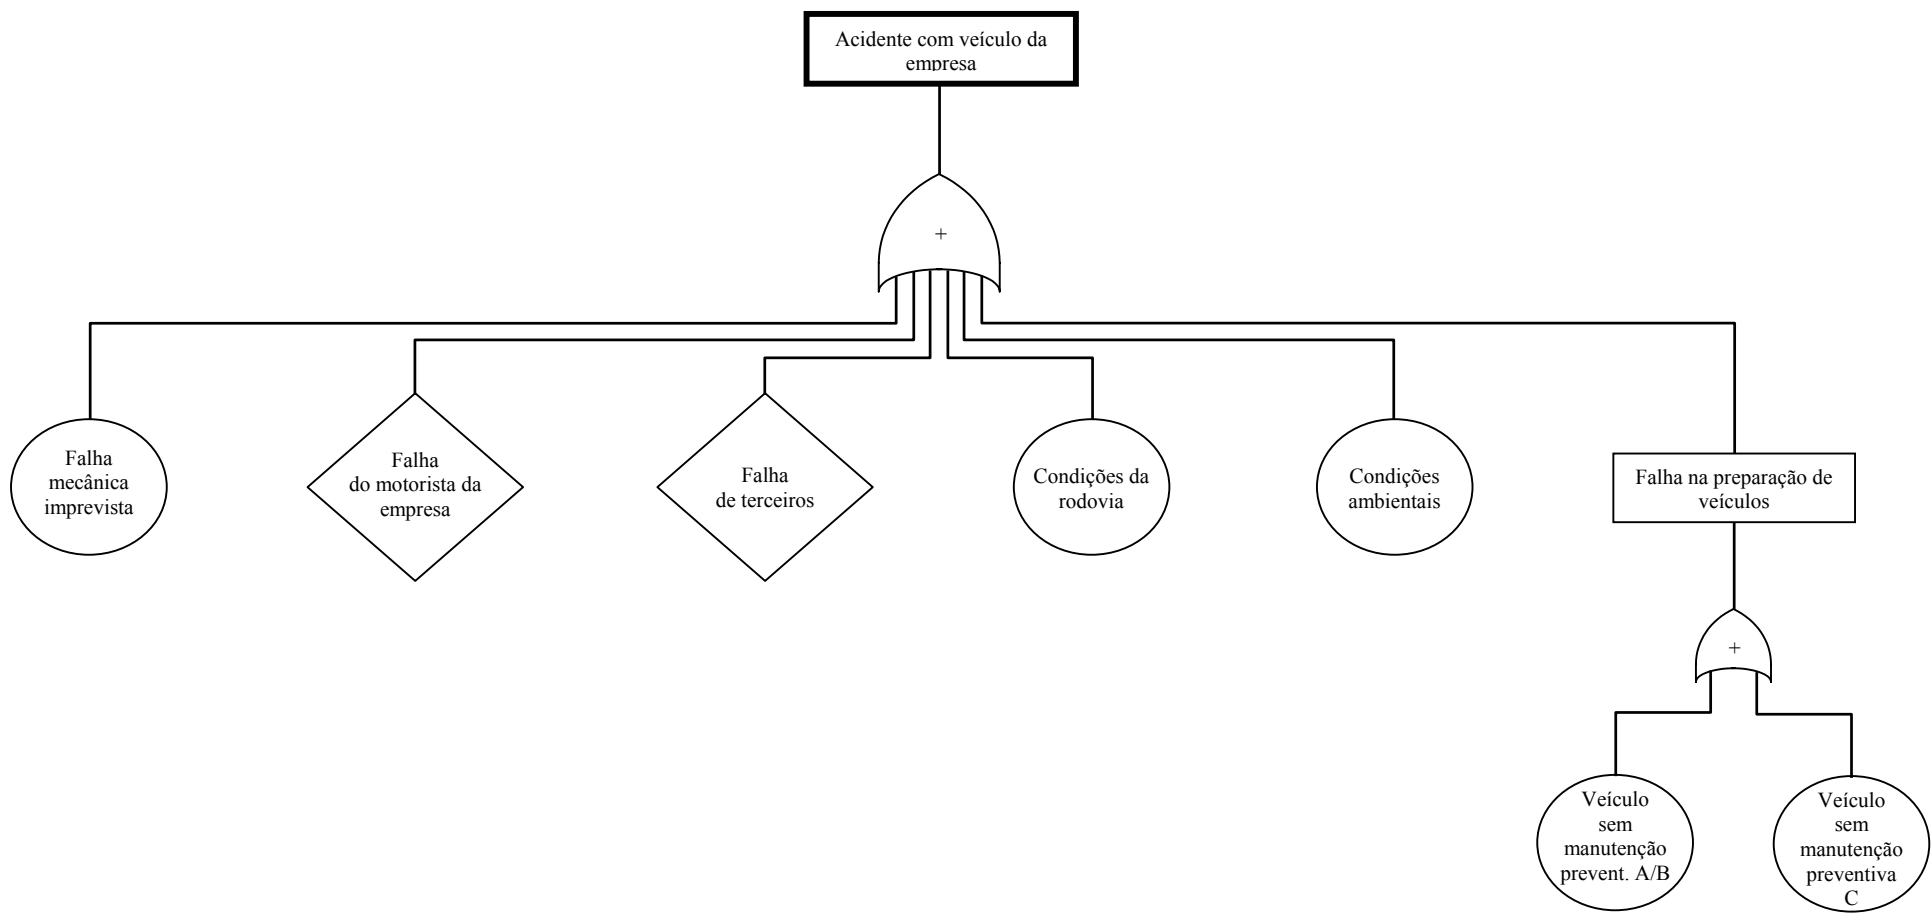 Acidente com veículo da
empresa
+
Falha
mecânica
imprevista
Falha
do motorista da
empresa
Falha
de terceiros
Condições da
rodovia
Condições
ambientais
Falha na preparação de
veículos
+
Veículo
sem
manutenção
prevent. A/B
Veículo
sem
manutenção
preventiva
C